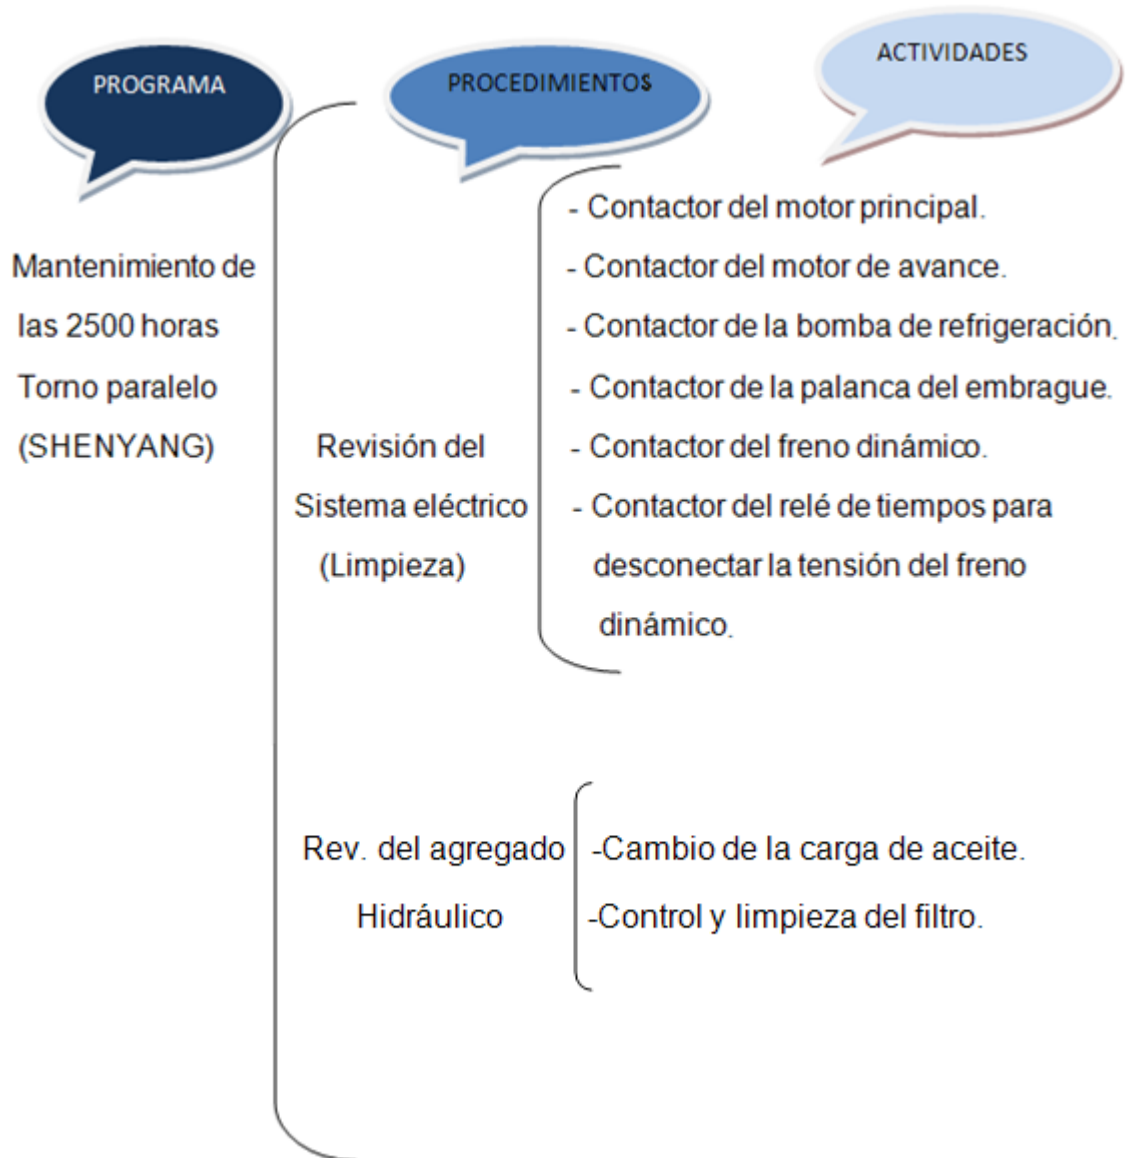 PROGRAMA
PROCEDIMIENTOS
ACTIVIDADES
Mantenimiento de
las 2500 horas
Torno paralelo
(SHENYANG)
Revisión del
Sistema eléctrico
(Limpieza)
- Contactor del motor principal.
- Contactor del motor de avance.
- Contactor de la bomba de refrigeración.
- Contactor de la palanca del embrague.
- Contactor del freno dinámico.
- Contactor del relé de tiempos para
desconectar la tensión del freno
dinámico.
Rev. del agregado
Hidráulico
-Cambio de la carga de aceite.
-Control y limpieza del filtro.